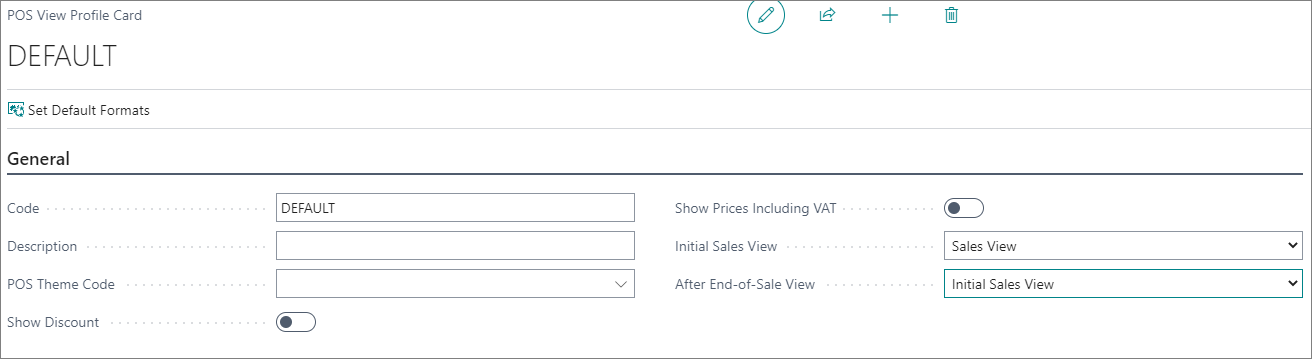 POS View Profile Card
DEFAULT
Set Default Formats
General
Code DEFAULT
Description
POS Theme Code
Show Discount
Show Prices Including VAT
Initial Sales View Sales View
After End-of-Sale View Initial Sales View